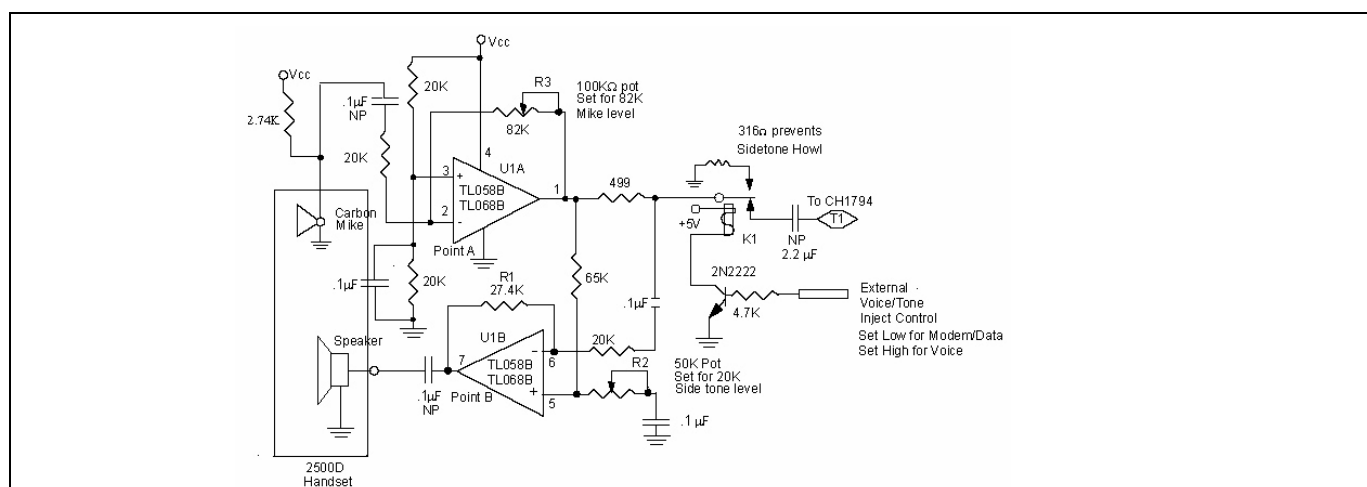 Vcc
Vcc
2.74K
.1µF
NP
20K
20K
R3
82K
100KΩ pot
Set for 82K
Mike level
4
U1A
3
+
TL058B
TL068B
1
2
-
Point A
499
316Ω prevents
Sidetone Howl
To CH1794
T1
+5V
K1
NP
2.2 µF
Carbon
Mike
.1µF
20K
R1
27.4K
65K
.1µF
2N2222
4.7K
External
Voice/Tone
Inject Control
Set Low for Modem/Data
Set High for Voice
Speaker
U1B
7
TL058B
TL068B
-
6
20K
+
5
Point B
.1µF
NP
R2
50K Pot
Set for 20K
Side tone level
.1 µF
2500D
Handset